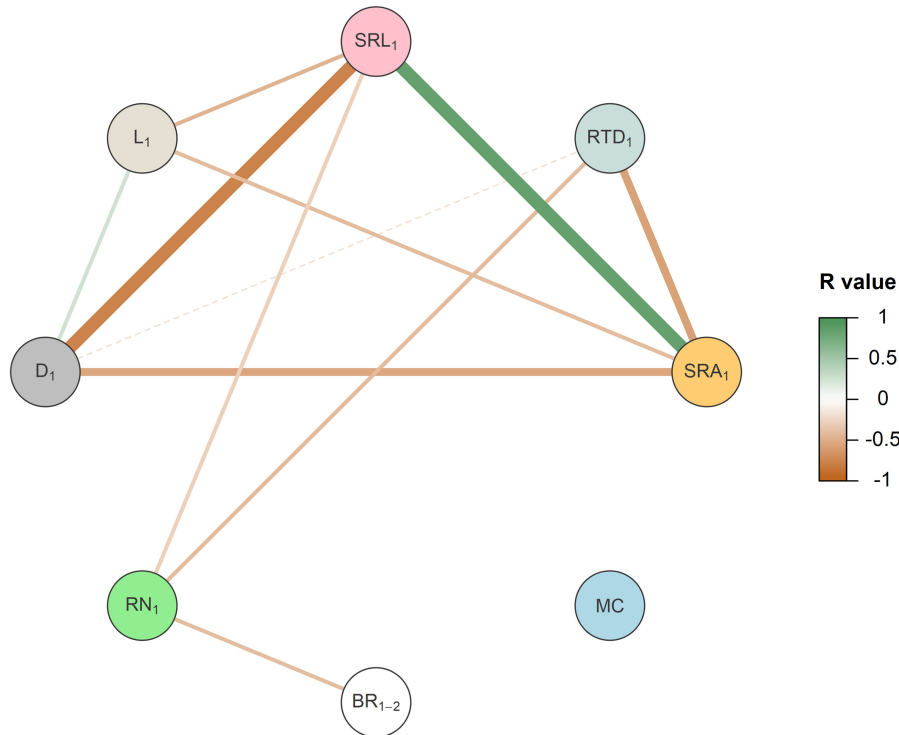 SRL₁
L₁
RTD₁
D₁
SRA₁
RN₁
MC
BR₁₋₂
R value
1
0.5
0
-0.5
-1